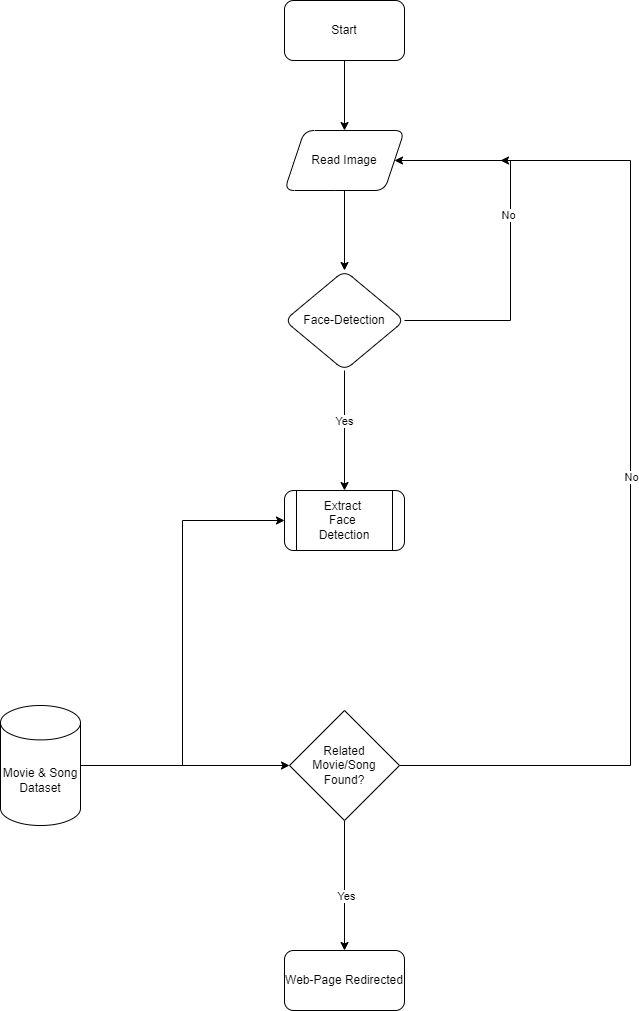 Start
Read Image
No
Face-Detection
Yes
No
Extract
Face
Detection
Related
Movie/Song
Found?
Movie & Song
Dataset
Yes
Web-Page Redirected